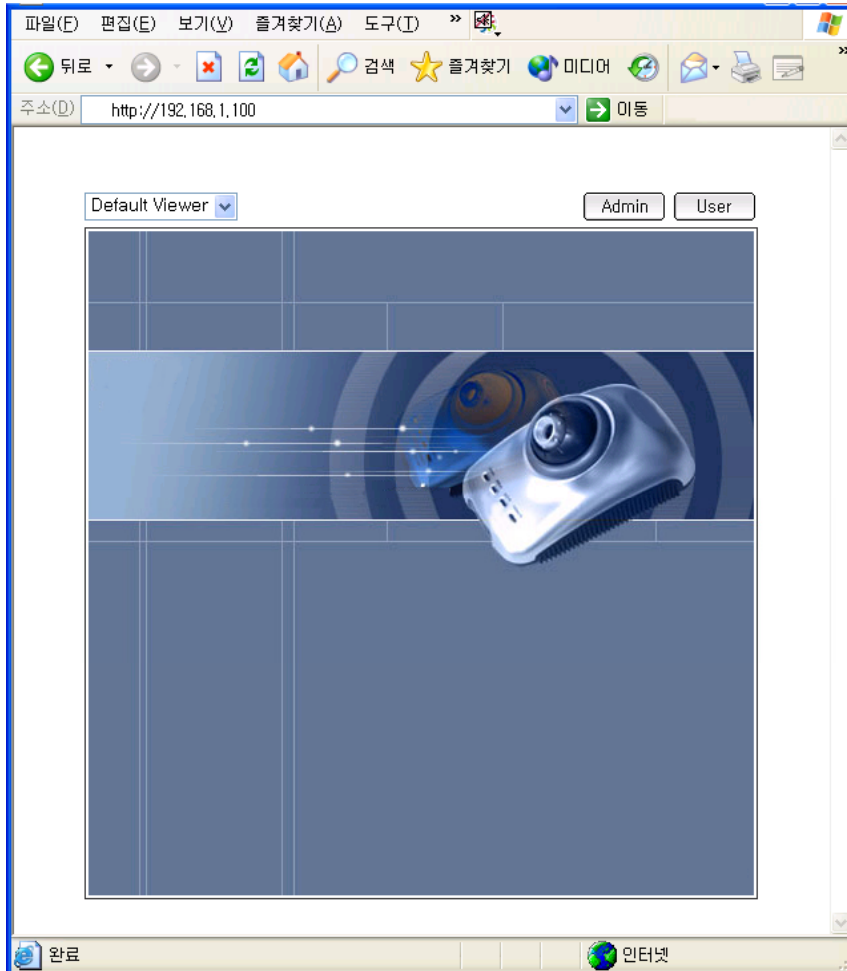 파일(F) 편집(E) 보기(V) 즐겨찾기(A) 도구(T) »
뒤로 검색 즐겨찾기 미디어 »
주소(D) http://192,168,1,100 이동
Default Viewer Admin User
완료 인터넷